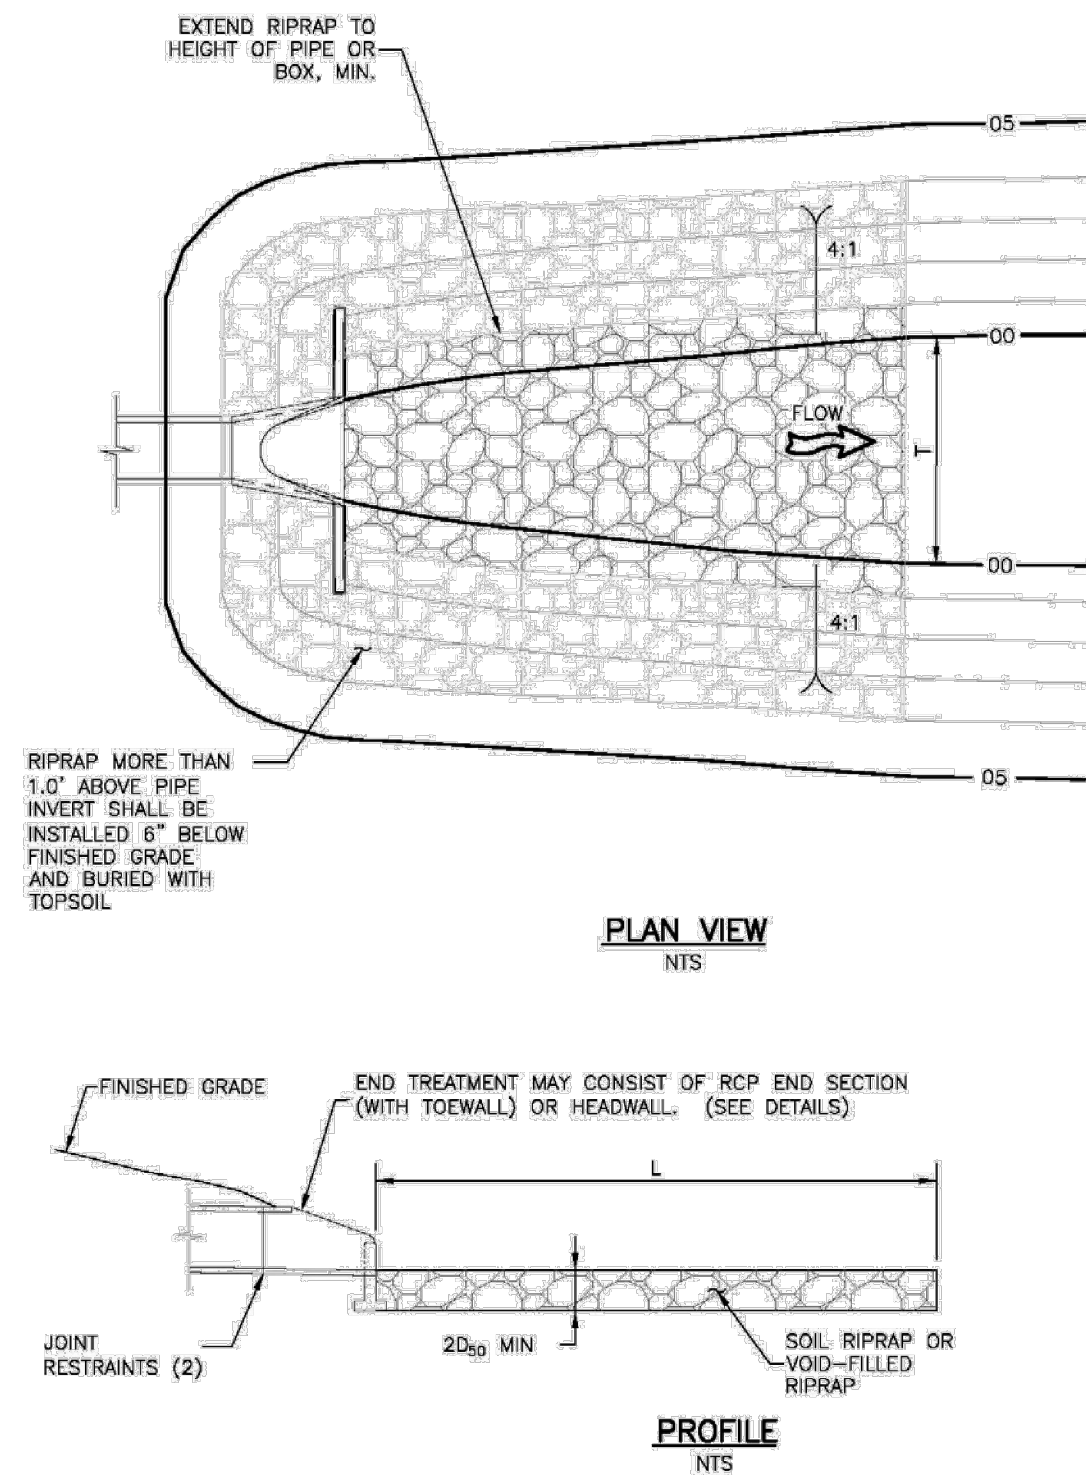 EXTEND RIPRAP TO
HEIGHT OF PIPE OR
BOX, MIN.
05
4:1
00
FLOW
T
00
4:1
05
RIPRAP MORE THAN
1.0' ABOVE PIPE
INVERT SHALL BE
INSTALLED 6" BELOW
FINISHED GRADE
AND BURIED WITH
TOPSOIL
PLAN VIEW
NTS
FINISHED GRADE
END TREATMENT MAY CONSIST OF RCP END SECTION
(WITH TOEWALL) OR HEADWALL. (SEE DETAILS)
L
JOINT
RESTRAINTS (2)
2D50 MIN
SOIL RIPRAP OR
VOID-FILLED
RIPRAP
PROFILE
NTS